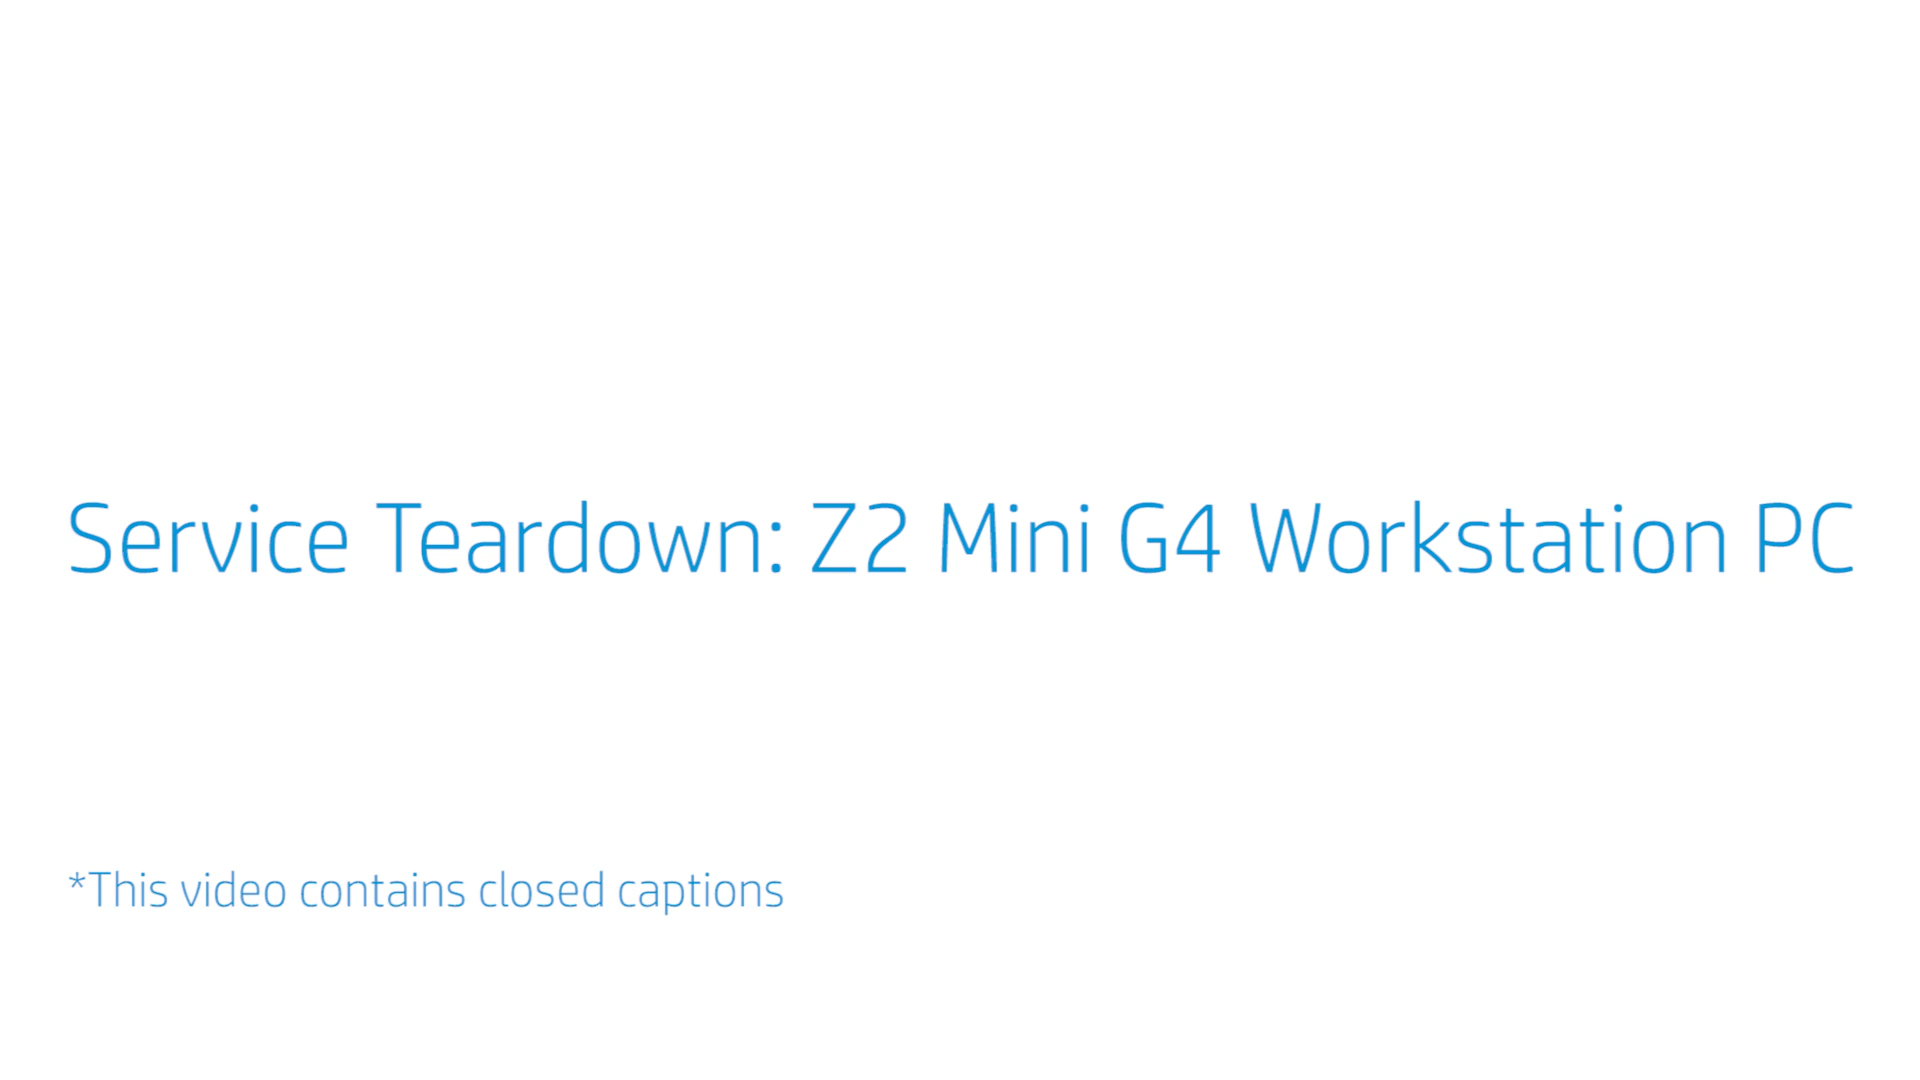 Service Teardown: Z2 Mini G4 Workstation PC
*This video contains closed captions